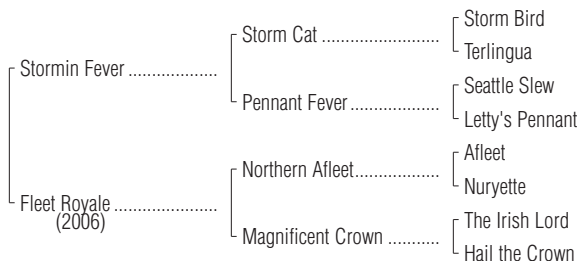 Storm Bird
Storm Cat ........................
Terlingua
Stormin Fever ..................
Seattle Slew
Pennant Fever ..................
Letty's Pennant
Afleet
Northern Afleet.................
Nuryette
Fleet Royale .....................
(2006)
The Irish Lord
Magnificent Crown ...........
Hail the Crown